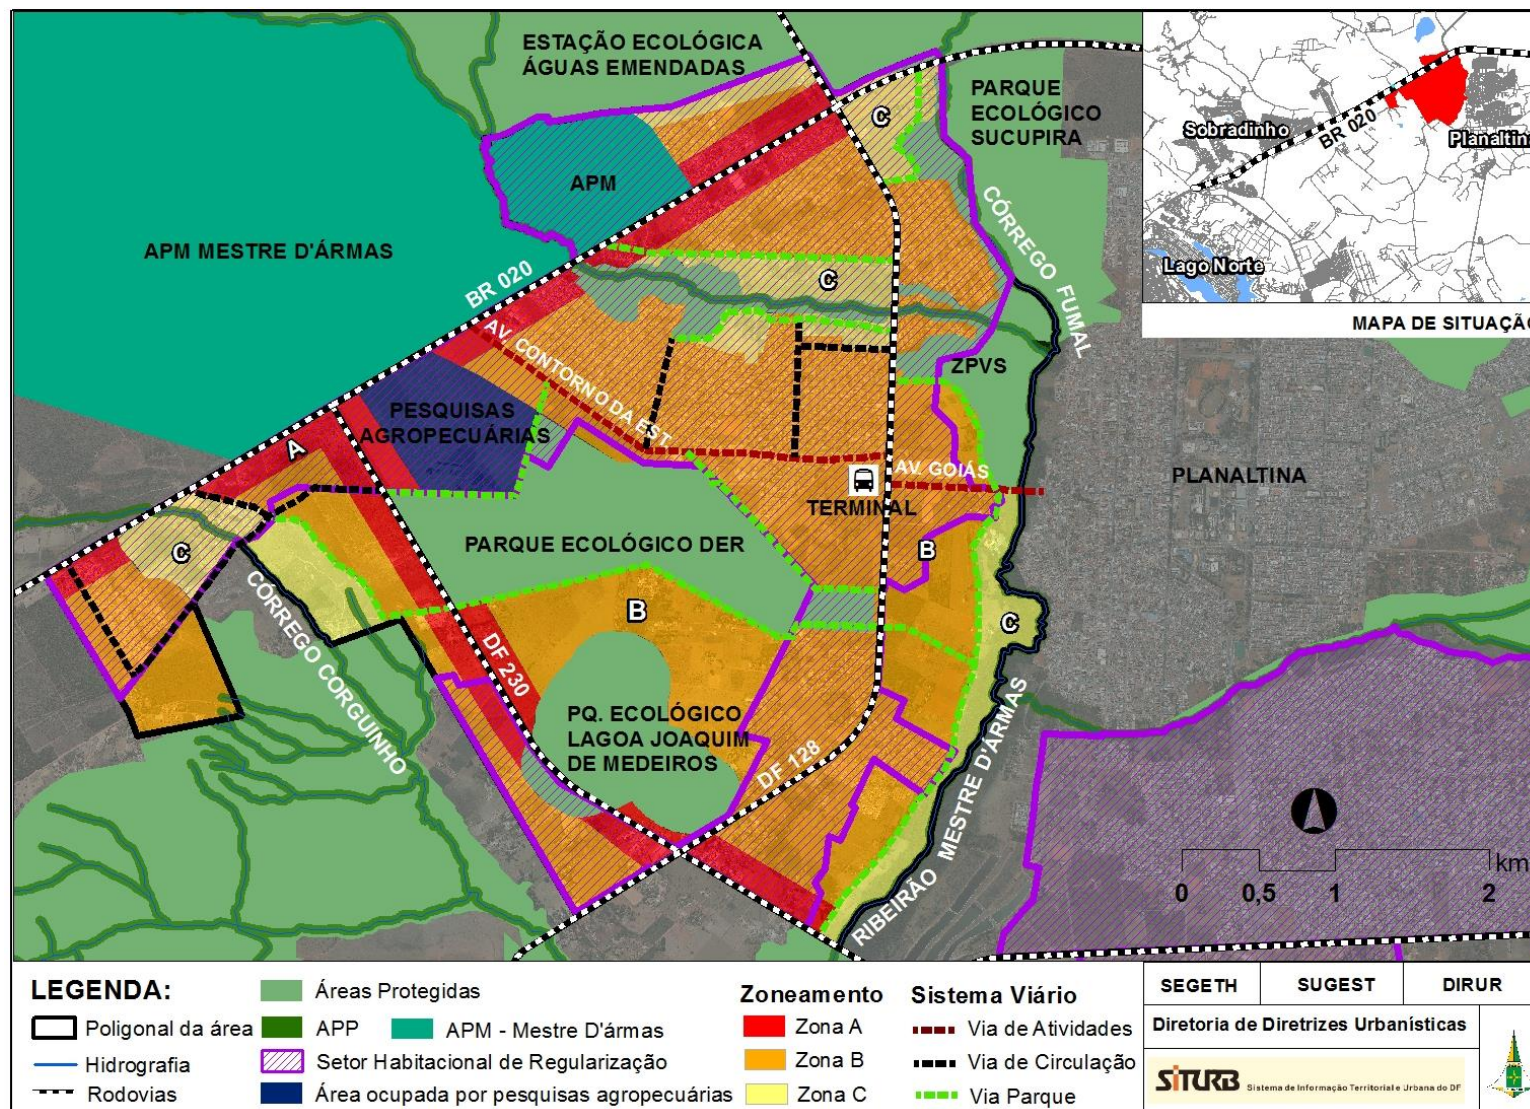 ESTAÇÃO ECOLÓGICA
ÁGUAS EMENDADAS
PARQUE
ECOLÓGICO
SUCUPIRA
C
APM
APM MESTRE D'ÁRMAS
BR 020
CÓRREGO FUMAL
C
AV. CONTORNO DA EST.
ZPVS
PESQUISAS
AGROPECUÁRIAS
A
AV. GOIÁS
TERMINAL
PLANALTINA
PARQUE ECOLÓGICO DER
B
C
CÓRREGO CORGUINHO
B
C
DF 230
PQ. ECOLÓGICO
LAGOA JOAQUIM
DE MEDEIROS
DF 128
RIBEIRÃO MESTRE D'ÁRMAS
km
0 0,5 1 2
Sobradinho
BR 020
Planaltin
Lago Norte
MAPA DE SITUAÇÃO
LEGENDA:
Poligonal da área
Hidrografia
Rodovias
Áreas Protegidas
APP
APM - Mestre D'ármas
Setor Habitacional de Regularização
Área ocupada por pesquisas agropecuárias
Zoneamento
Zona A
Zona B
Zona C
Sistema Viário
Via de Atividades
Via de Circulação
Via Parque
SEGETH SUGEST DIRUR
Diretoria de Diretrizes Urbanísticas
SITURB Sistema de Informação Territorial e Urbana do DF